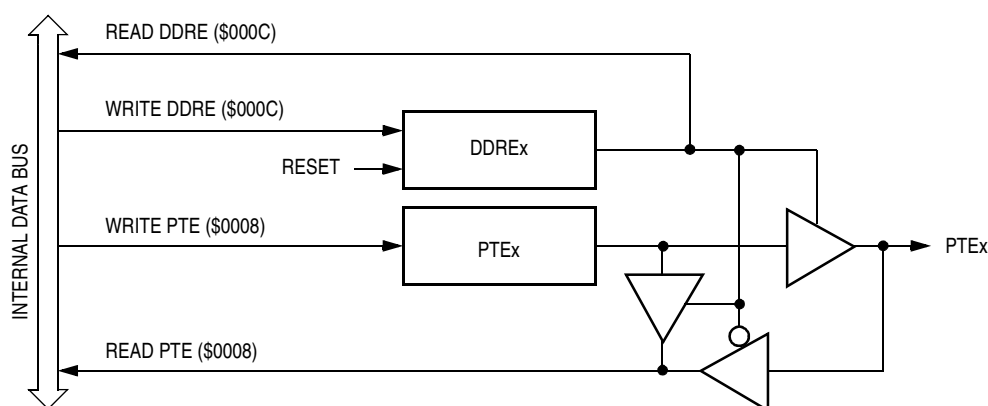 READ DDRE ($000C)
WRITE DDRE ($000C)
DDREx
RESET
INTERNAL DATA BUS
WRITE PTE ($0008)
PTEx
PTEx
READ PTE ($0008)